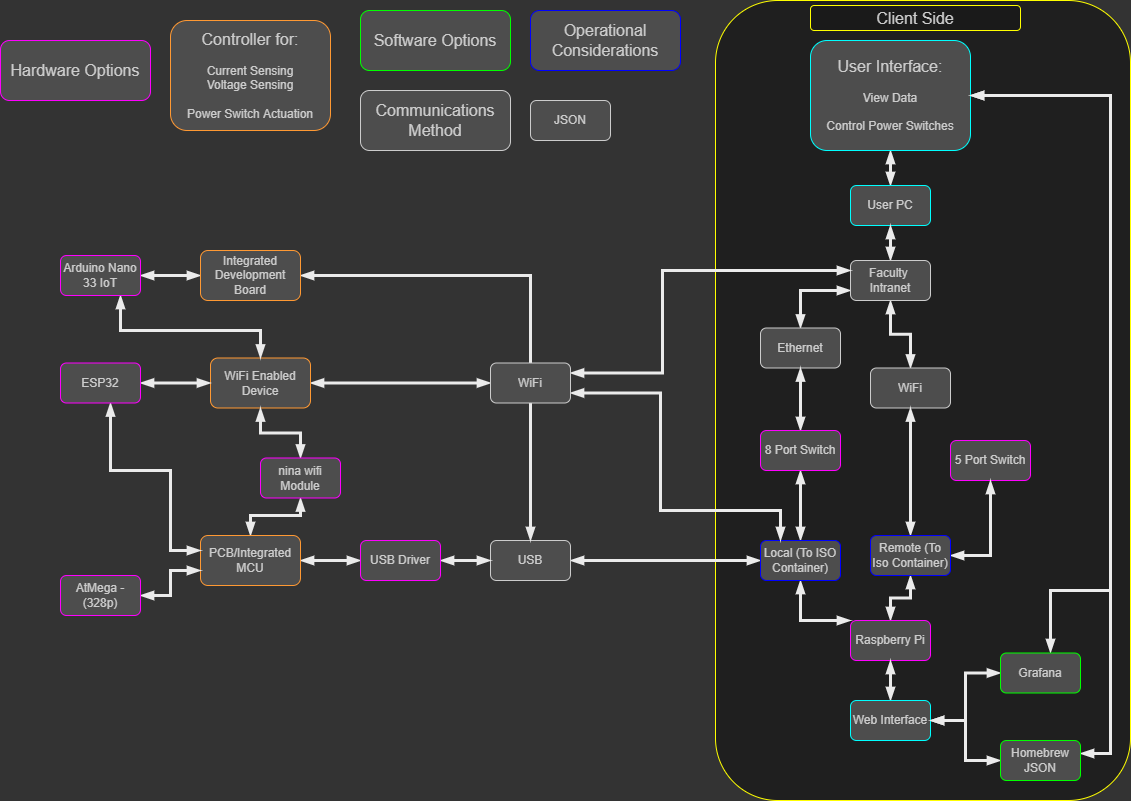 Client Side
Hardware Options
Controller for:
Current Sensing
Voltage Sensing
Power Switch Actuation
Software Options
Operational
Considerations
Communications
Method
JSON
User Interface:
View Data
Control Power Switches
User PC
Faculty
Intranet
Arduino Nano
33 IoT
Integrated
Development
Board
Ethernet
ESP32
WiFi Enabled
Device
WiFi
WiFi
8 Port Switch
5 Port Switch
nina wifi
Module
PCB/Integrated
MCU
USB Driver
USB
Local (To ISO
Container)
Remote (To
Iso Container)
AtMega -
(328p)
Raspberry Pi
Grafana
Web Interface
Homebrew
JSON